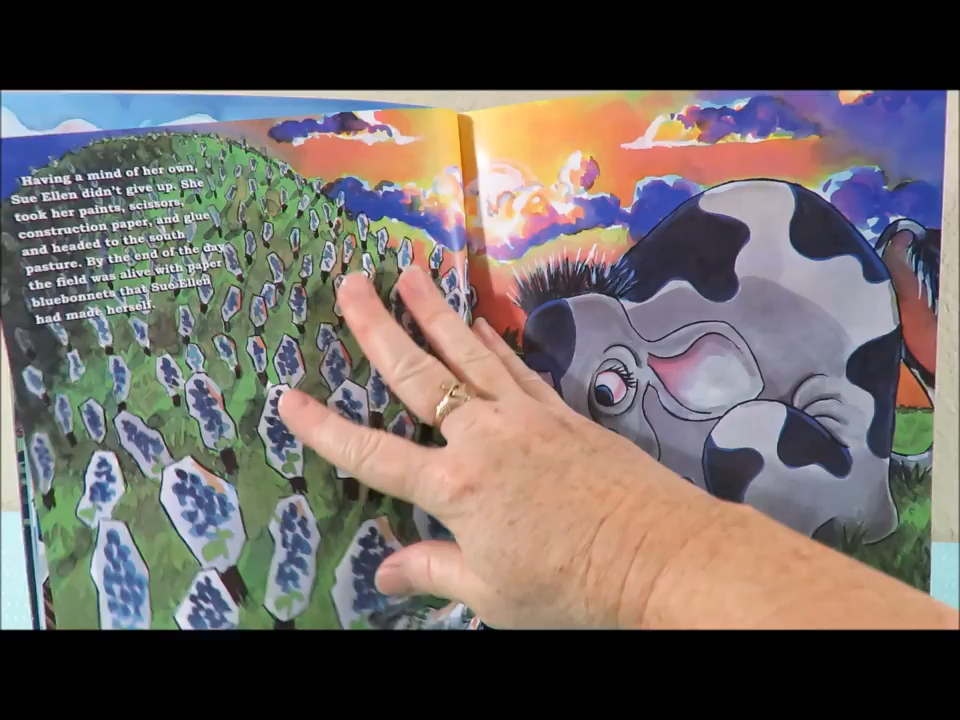 Having a mind of her own,
Sue Ellen didn't give up. She
took her paints, scissors,
construction paper, and glue
and headed to the south
pasture. By the end of the day
the field was alive with paper
bluebonnets that Sue Ellen
had made herself.